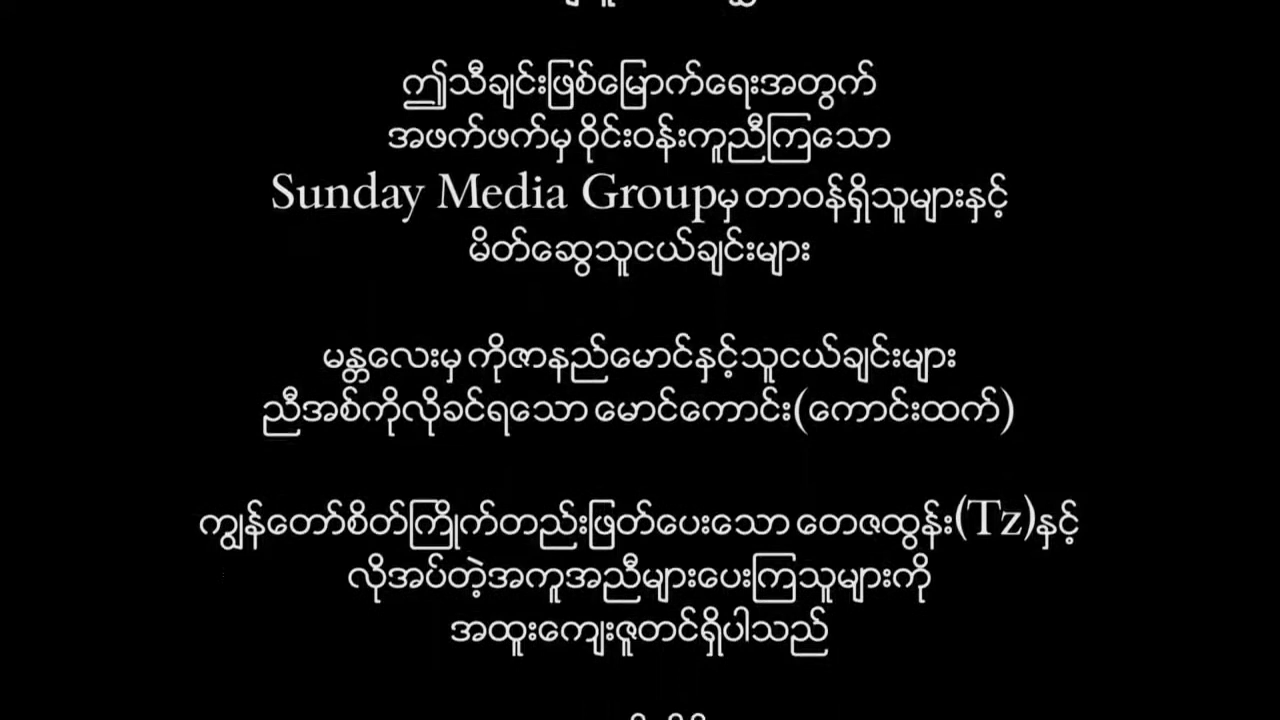 ဤသီချင်းဖြစ်မြောက်ရေးအတွက်
အဖက်ဖက်မှ ဝိုင်းဝန်းကူညီကြသော
Sunday Media Groupမှ တာဝန်ရှိသူများနှင့်
မိတ်ဆွေသူငယ်ချင်းများ
မန္တလေးမှ ကိုဇာနည်မောင်နှင့်သူငယ်ချင်းများ
ညီအစ်ကိုလိုခင်ရသော မောင်ကောင်း(ကောင်းထက်)
ကျွန်တော်စိတ်ကြိုက်တည်းဖြတ်ပေးသော တေဇထွန်း(Tz)နှင့်
လိုအပ်တဲ့အကူအညီများပေးကြသူများကို
အထူးကျေးဇူတင်ရှိပါသည်